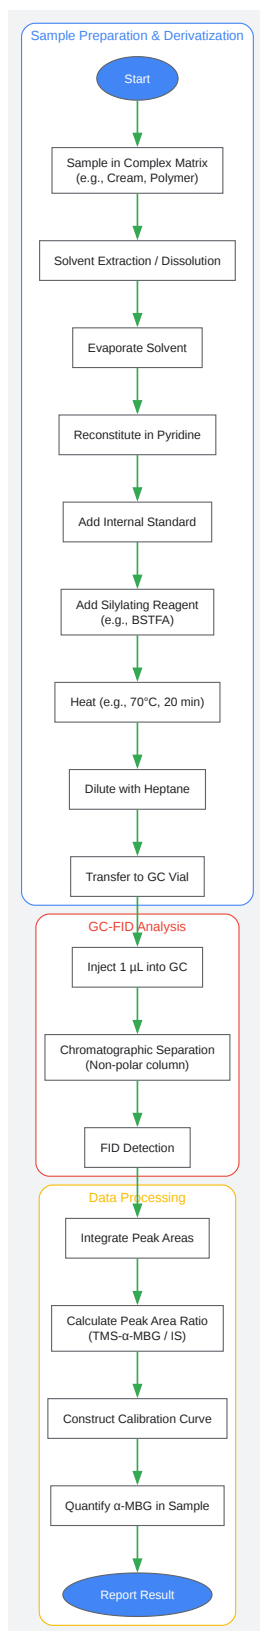 Sample Preparation & Derivatization
Start
Sample in Complex Matrix
(e.g., Cream, Polymer)
Solvent Extraction / Dissolution
Evaporate Solvent
Reconstitute in Pyridine
Add Internal Standard
Add Silylating Reagent
(e.g., BSTFA)
Heat (e.g., 70°C, 20 min)
Dilute with Heptane
Transfer to GC Vial
GC-FID Analysis
Inject 1 µL into GC
Chromatographic Separation
(Non-polar column)
FID Detection
Data Processing
Integrate Peak Areas
Calculate Peak Area Ratio
(TMS-α-MBG / IS)
Construct Calibration Curve
Quantify α-MBG in Sample
Report Result